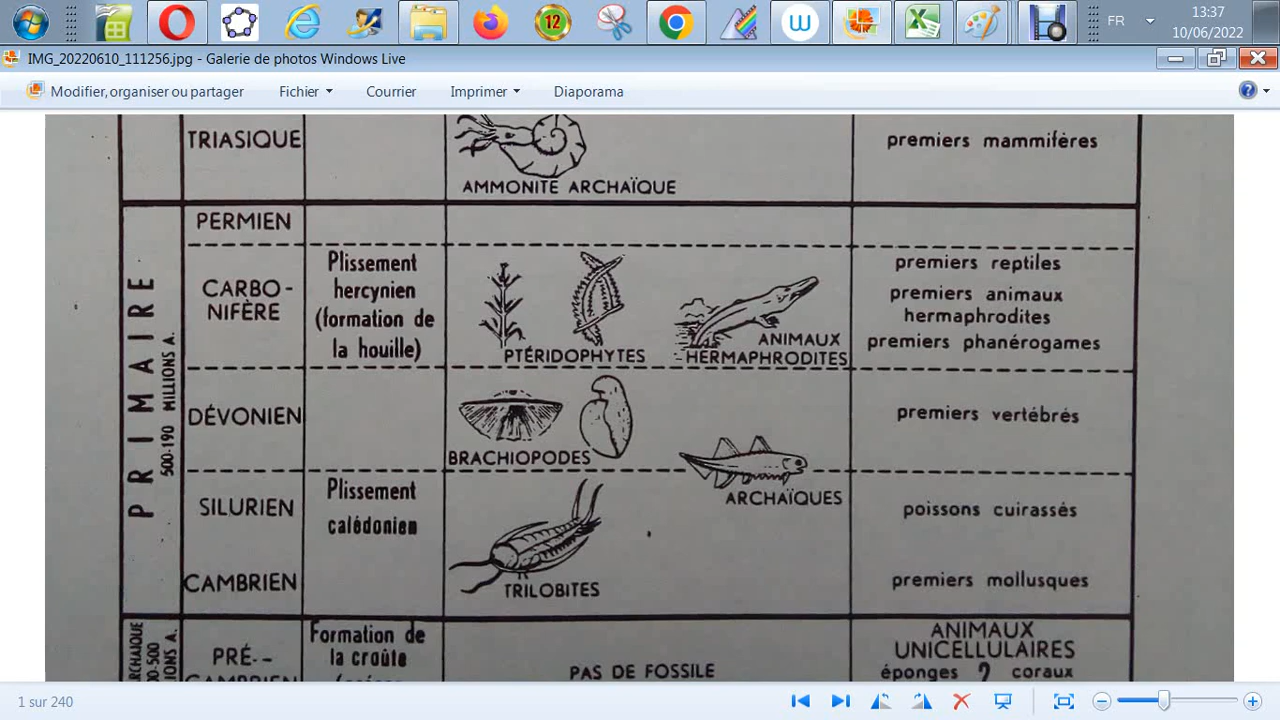 12
W
FR
13:37
10/06/2022
IMG_20220610_111256.jpg - Galerie de photos Windows Live
Modifier, organiser ou partager
Fichier
Courrier
Imprimer
Diaporama
TRIASIQUE
AMMONITE ARCHAÏQUE
premiers mammifères
PRIMAIRE
500-190 MILLIONS A.
PERMIEN
CARBO-
NIFÈRE
Plissement
hercynien
(formation de
la houille)
PTÉRIDOPHYTES
ANIMAUX
HERMAPHRODITES
premiers reptiles
premiers animaux
hermaphrodites
premiers phanérogames
DÉVONIEN
BRACHIOPODES
premiers vertébrés
SILURIEN
Plissement
calédonien
ARCHAÏQUES
poissons cuirassés
CAMBRIEN
TRILOBITES
premiers mollusques
PRÉ--
Formation de
la croûte
PAS DE FOSSILE
ANIMAUX
UNICELLULAIRES
éponges ? coraux
1 sur 240